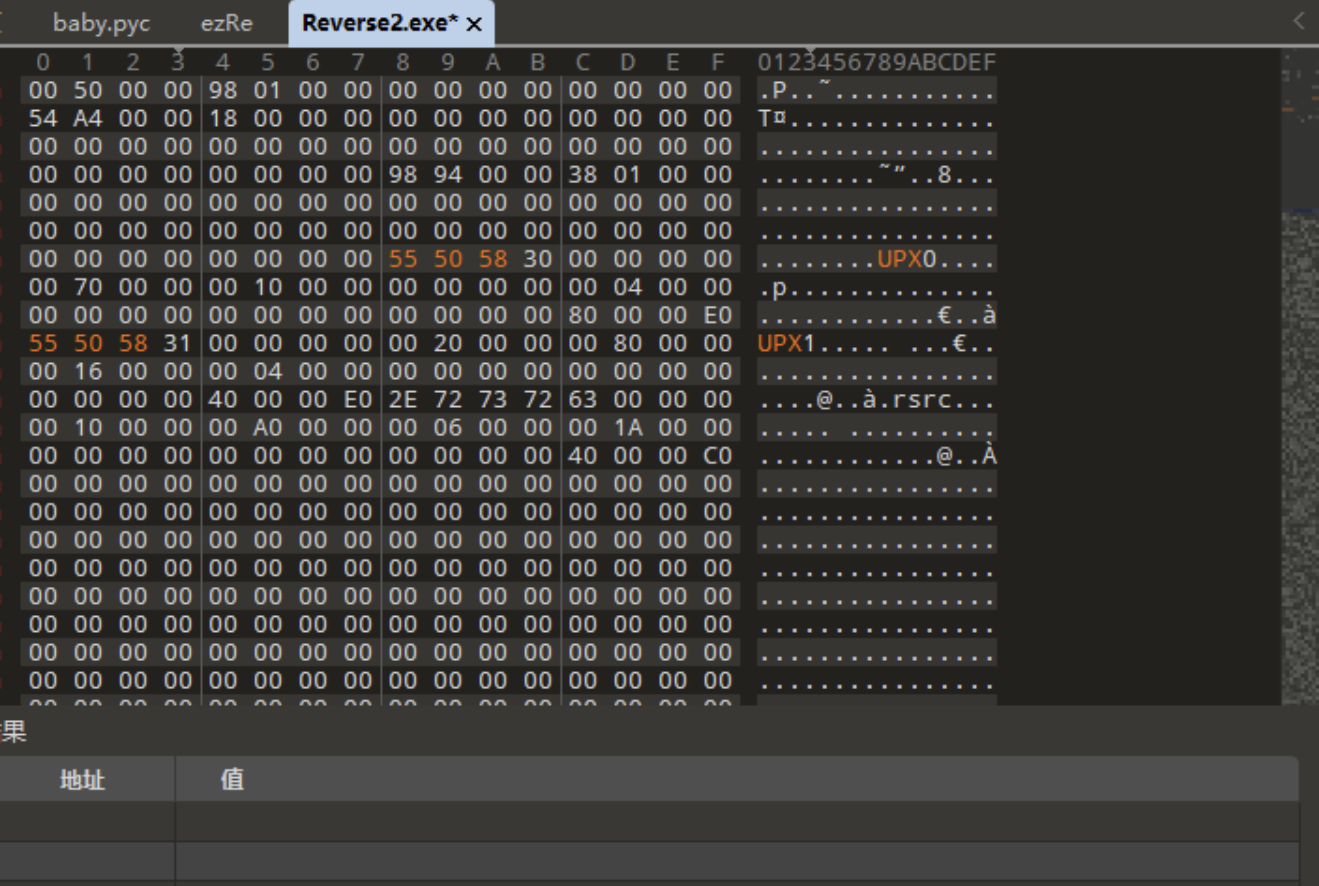 baby.pyc ezRe Reverse2.exe* ×
0 1 2 3 4 5 6 7 8 9 A B C D E F 0123456789ABCDEF
00 50 00 00 98 01 00 00 00 00 00 00 00 00 00 00 .P..˜...........
54 A4 00 00 18 00 00 00 00 00 00 00 00 00 00 00 T¤..............
00 00 00 00 00 00 00 00 00 00 00 00 00 00 00 00 ................
00 00 00 00 00 00 00 00 98 94 00 00 38 01 00 00 ........˜”..8...
00 00 00 00 00 00 00 00 00 00 00 00 00 00 00 00 ................
00 00 00 00 00 00 00 00 00 00 00 00 00 00 00 00 ................
00 00 00 00 00 00 00 00 55 50 58 30 00 00 00 00 ........UPX0....
00 70 00 00 00 10 00 00 00 00 00 00 00 04 00 00 .p..............
00 00 00 00 00 00 00 00 00 00 00 00 80 00 00 E0 ............€..à
55 50 58 31 00 00 00 00 00 20 00 00 00 80 00 00 UPX1..... ...€..
00 16 00 00 00 04 00 00 00 00 00 00 00 00 00 00 ................
00 00 00 00 40 00 00 E0 2E 72 73 72 63 00 00 00 ....@..à.rsrc...
00 10 00 00 00 A0 00 00 00 06 00 00 00 1A 00 00 ..... ..........
00 00 00 00 00 00 00 00 00 00 00 00 40 00 00 C0 ............@..À
00 00 00 00 00 00 00 00 00 00 00 00 00 00 00 00 ................
00 00 00 00 00 00 00 00 00 00 00 00 00 00 00 00 ................
00 00 00 00 00 00 00 00 00 00 00 00 00 00 00 00 ................
00 00 00 00 00 00 00 00 00 00 00 00 00 00 00 00 ................
00 00 00 00 00 00 00 00 00 00 00 00 00 00 00 00 ................
00 00 00 00 00 00 00 00 00 00 00 00 00 00 00 00 ................
00 00 00 00 00 00 00 00 00 00 00 00 00 00 00 00 ................
00 00 00 00 00 00 00 00 00 00 00 00 00 00 00 00 ................
果
地址 值